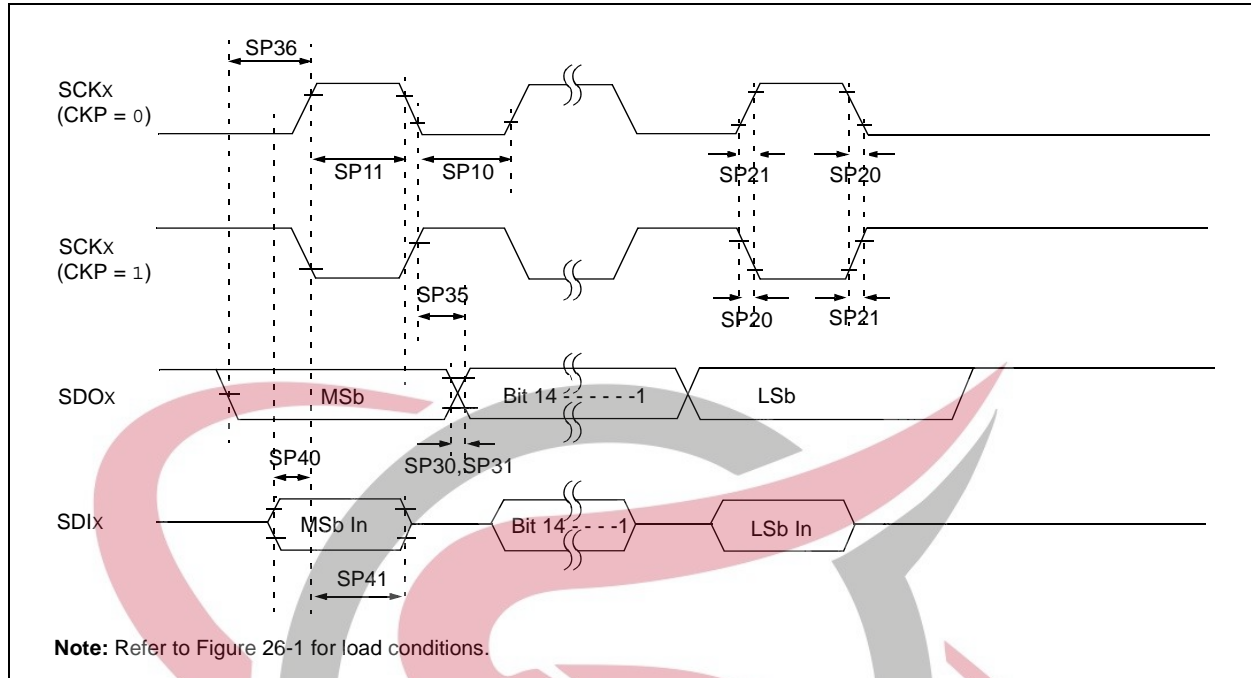 SP36
SCKx
(CKP = 0)
SP11
SP10
SP21
SP20
SCKx
(CKP = 1)
SP35
SP20
SP21
SDOx
MSb
Bit 14 - - - - - -1
LSb
SP40
SP30,SP31
SDIx
MSb In
Bit 14 - - - - -1
LSb In
SP41
Note: Refer to Figure 26-1 for load conditions.